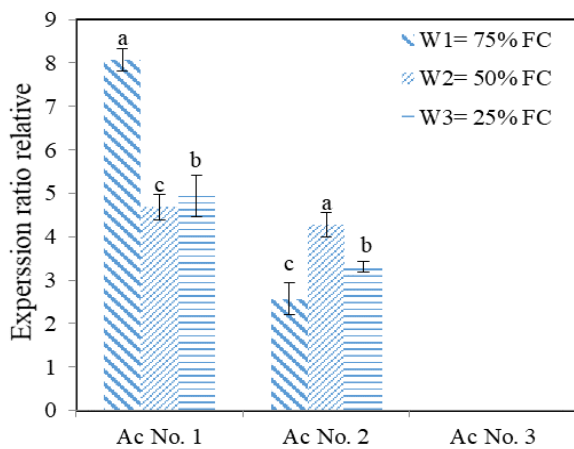 Experssion ratio relative
9
8
7
6
5
4
3
2
1
0
a
c
b
c
a
b
W1= 75% FC
W2= 50% FC
W3= 25% FC
Ac No. 1
Ac No. 2
Ac No. 3